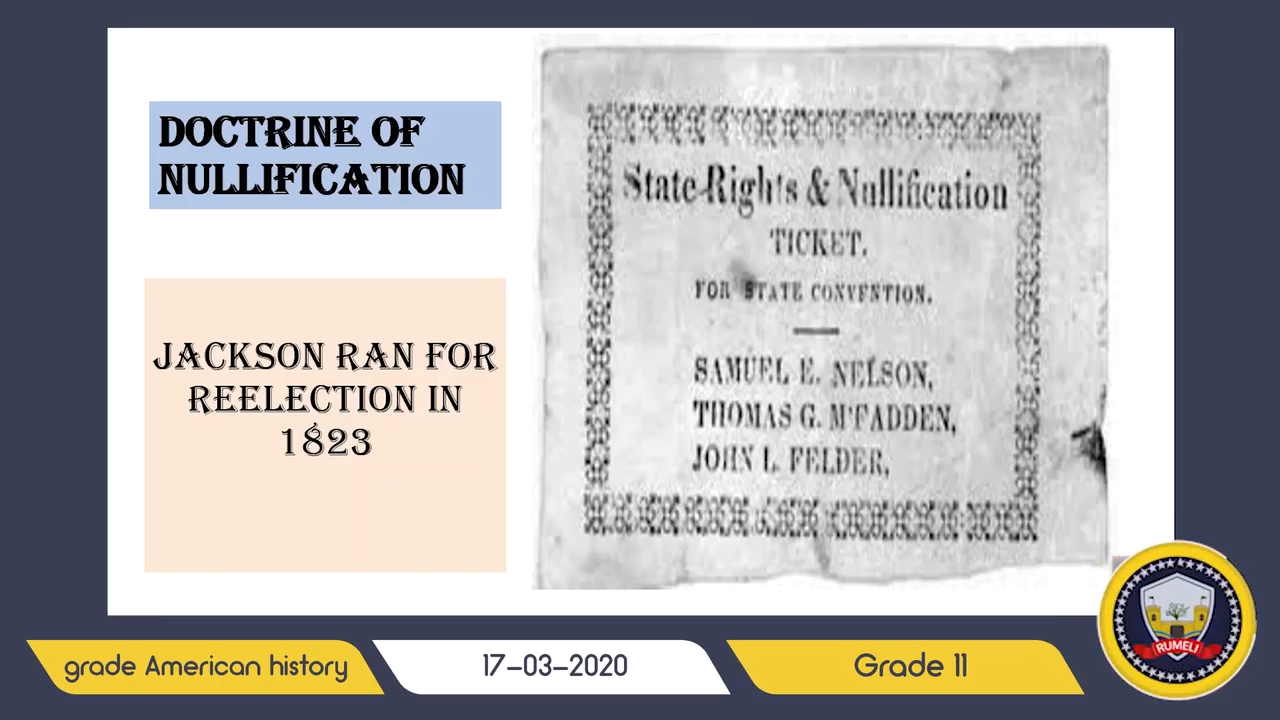 DOCTRINE OF
NULLIFICATION
JACKSON RAN FOR
REELECTION IN
1823
State Rights & Nullification
TICKET.
FOR STATE CONVENTION.
SAMUEL E. NELSON,
THOMAS G. M'FADDEN,
JOHN L. FELDER,
grade American history
17-03-2020
Grade 11
RUMELI